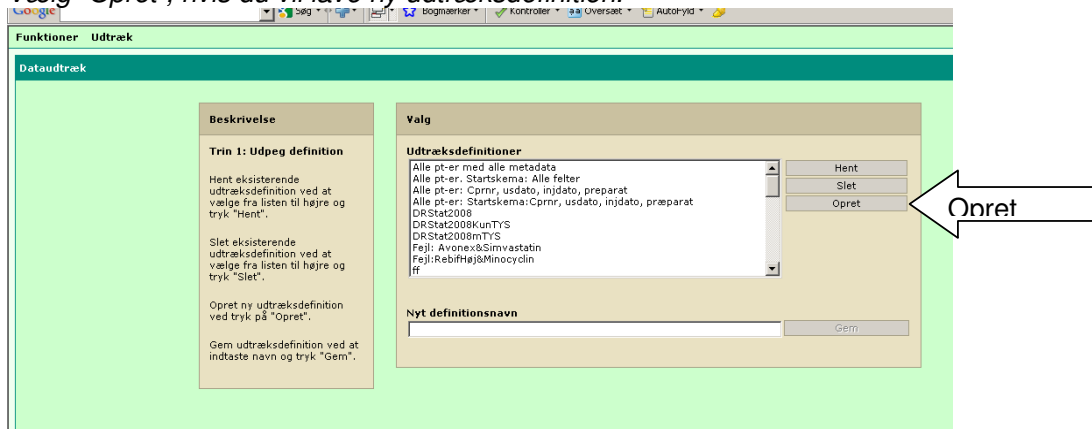 Vælg "Opret", hvis du vil lave ny udtræksdefinition.
Google Søg Bogmærker Kontroller Oversæt AutoFyld
Funktioner Udtræk
Dataudtræk
Beskrivelse
Trin 1: Udpeg definition
Hent eksisterende
udtræksdefinition ved at
vælge fra listen til højre og
tryk "Hent".
Slet eksisterende
udtræksdefinition ved at
vælge fra listen til højre og
tryk "Slet".
Opret ny udtræksdefinition
ved tryk på "Opret".
Gem udtræksdefinition ved at
indtaste navn og tryk "Gem".
Valg
Udtræksdefinitioner
Alle pt-er med alle metadata
Alle pt-er. Startskema: Alle felter
Alle pt-er: Cprnr, usdato, injdato, preparat
Alle pt-er: Startskema:Cprnr, usdato, injdato, præparat
DRStat2008
DRStat2008KunTYS
DRStat2008mTYS
Fejl: Avonex&Simvastatin
Fejl:RebifHøj&Minocyclin
ff
Hent
Slet
Opret
Nyt definitionsnavn
Gem
Opret